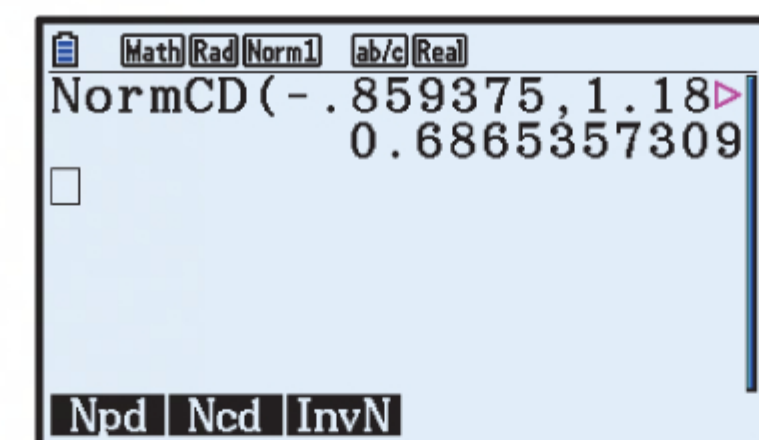 Math Rad Norm1 ab/c Real
NormCD(-.859375,1.18▷
0.6865357309
Npd Ncd InvN